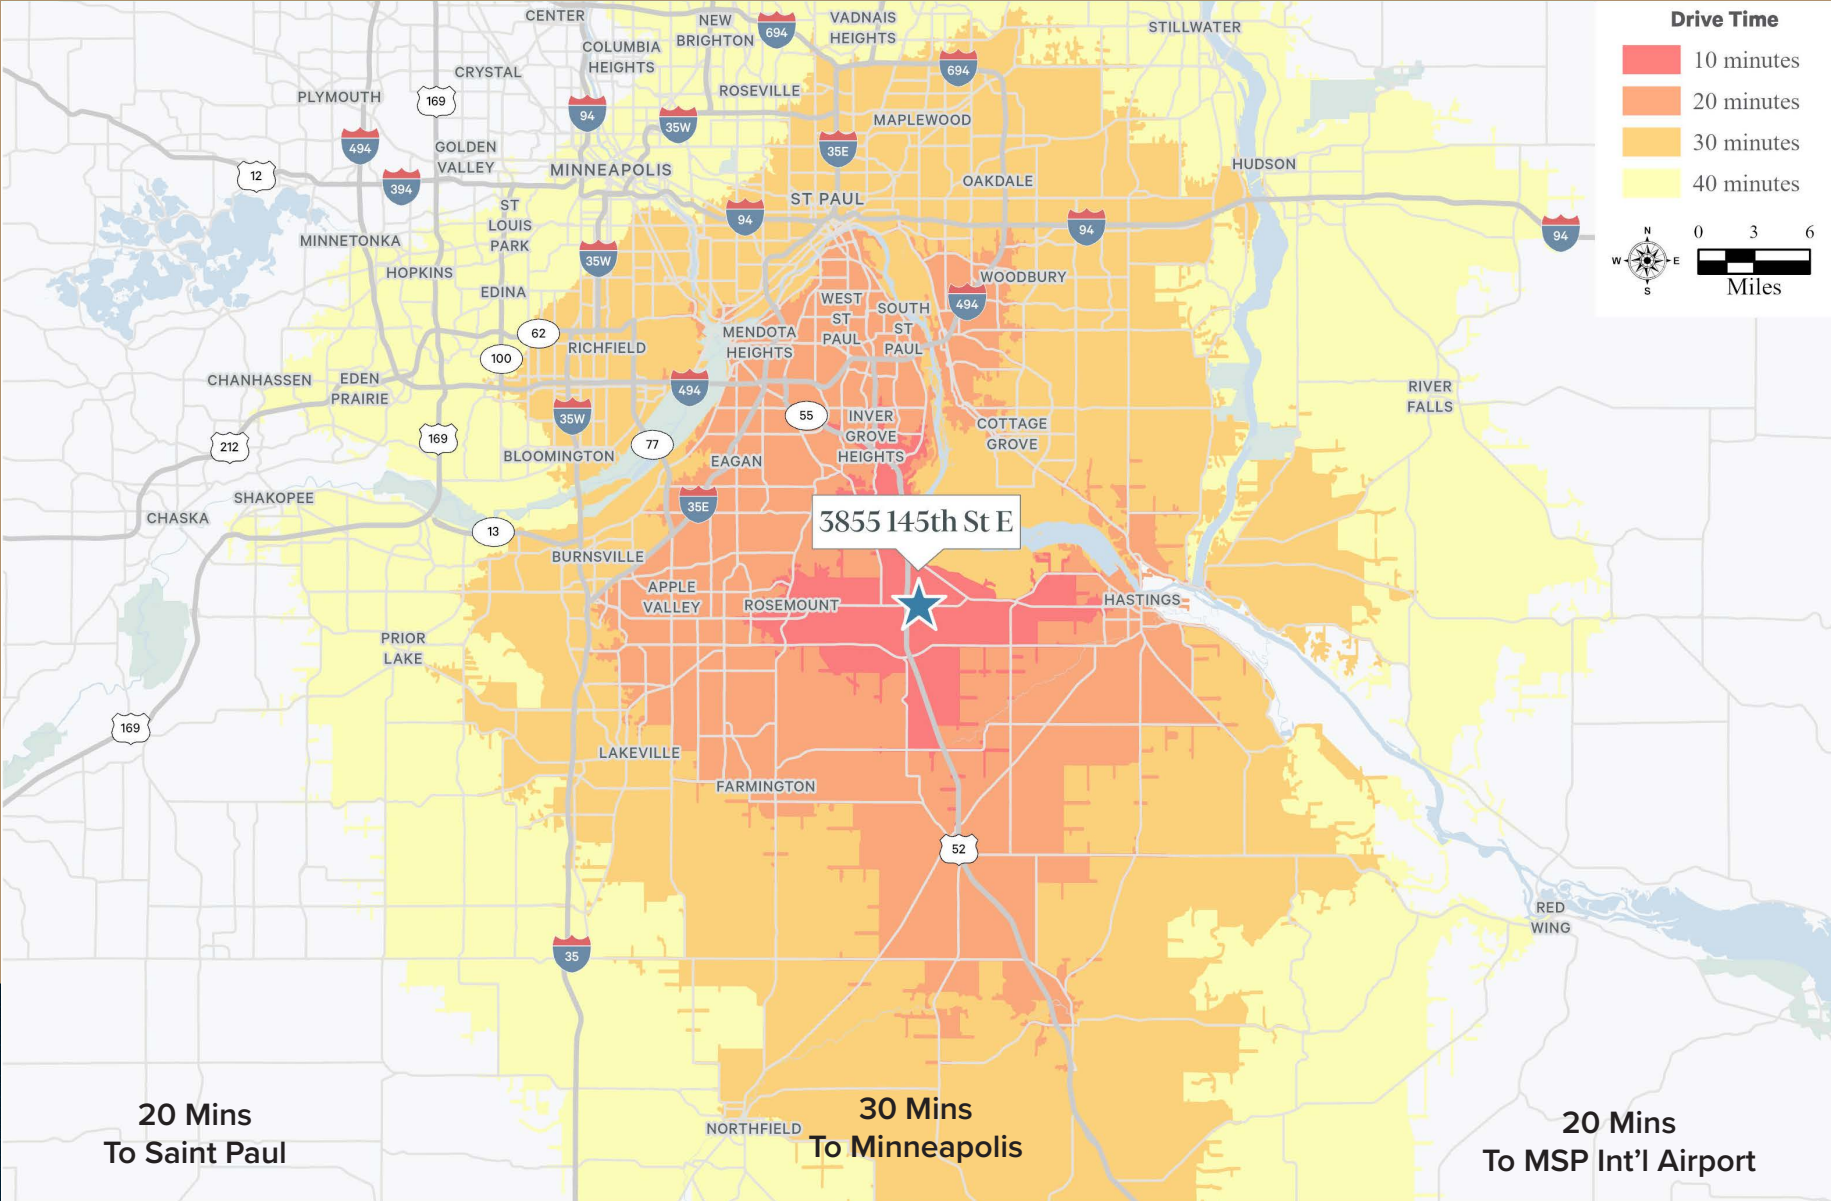 CENTER
NEW
BRIGHTON
694
VADNAIS
HEIGHTS
STILLWATER
COLUMBIA
HEIGHTS
CRYSTAL
694
PLYMOUTH
169
94
35W
ROSEVILLE
MAPLEWOOD
494
GOLDEN
VALLEY
35E
12
394
MINNEAPOLIS
HUDSON
OAKDALE
ST
LOUIS
PARK
94
ST PAUL
94
94
MINNETONKA
35W
HOPKINS
WOODBURY
EDINA
494
WEST
ST
PAUL
SOUTH
ST
PAUL
62
MENDOTA
HEIGHTS
RICHFIELD
100
CHANHASSEN
EDEN
PRAIRIE
494
RIVER
FALLS
35W
55
INVER
GROVE
HEIGHTS
COTTAGE
GROVE
212
169
77
BLOOMINGTON
EAGAN
SHAKOPEE
35E
CHASKA
13
3855 145th St E
BURNSVILLE
APPLE
VALLEY
ROSEMOUNT
HASTINGS
PRIOR
LAKE
169
LAKEVILLE
FARMINGTON
52
RED
WING
35
NORTHFIELD
Drive Time
10 minutes
20 minutes
30 minutes
40 minutes
N
W
E
S
0 3 6
Miles
20 Mins
To Saint Paul
30 Mins
To Minneapolis
20 Mins
To MSP Int'l Airport